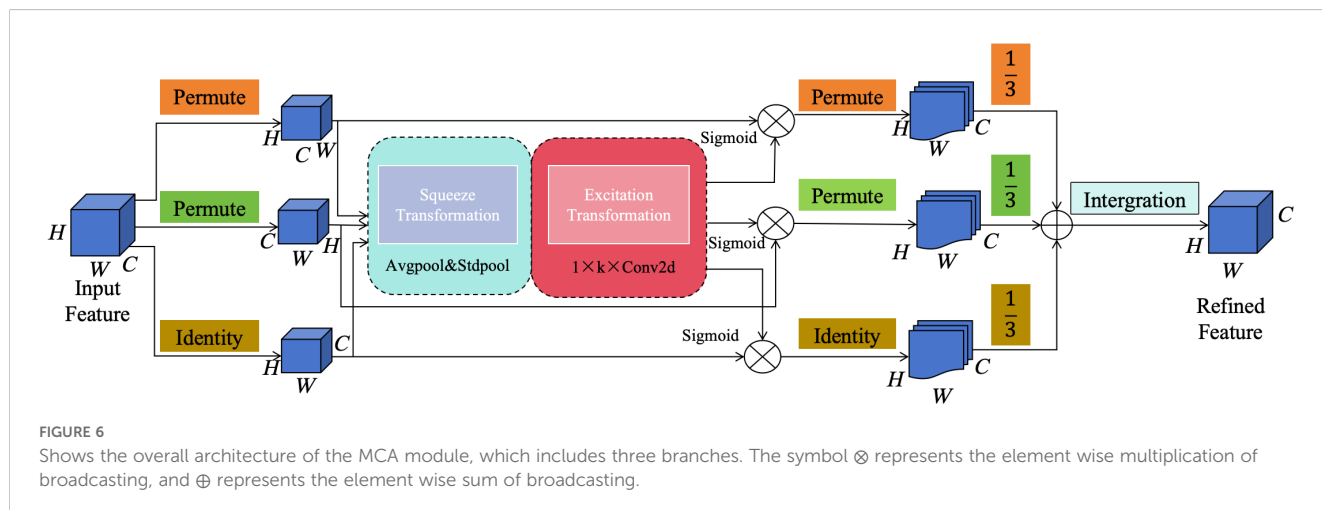 Permute
H
C
W
Permute
C
W
H
H
W
C
Input
Feature
Identity
H
W
C
Squeeze
Transformation
Avgpool&Stdpool
Excitation
Transformation
1×k×Conv2d
Sigmoid
⊗
Sigmoid
⊗
Sigmoid
⊗
Permute
H
W
C
1
3
Permute
H
W
C
1
3
Identity
H
W
C
1
3
⊕
Intergration
H
W
C
Refined
Feature
FIGURE 6
Shows the overall architecture of the MCA module, which includes three branches. The symbol ⊗ represents the element wise multiplication of
broadcasting, and ⊕ represents the element wise sum of broadcasting.